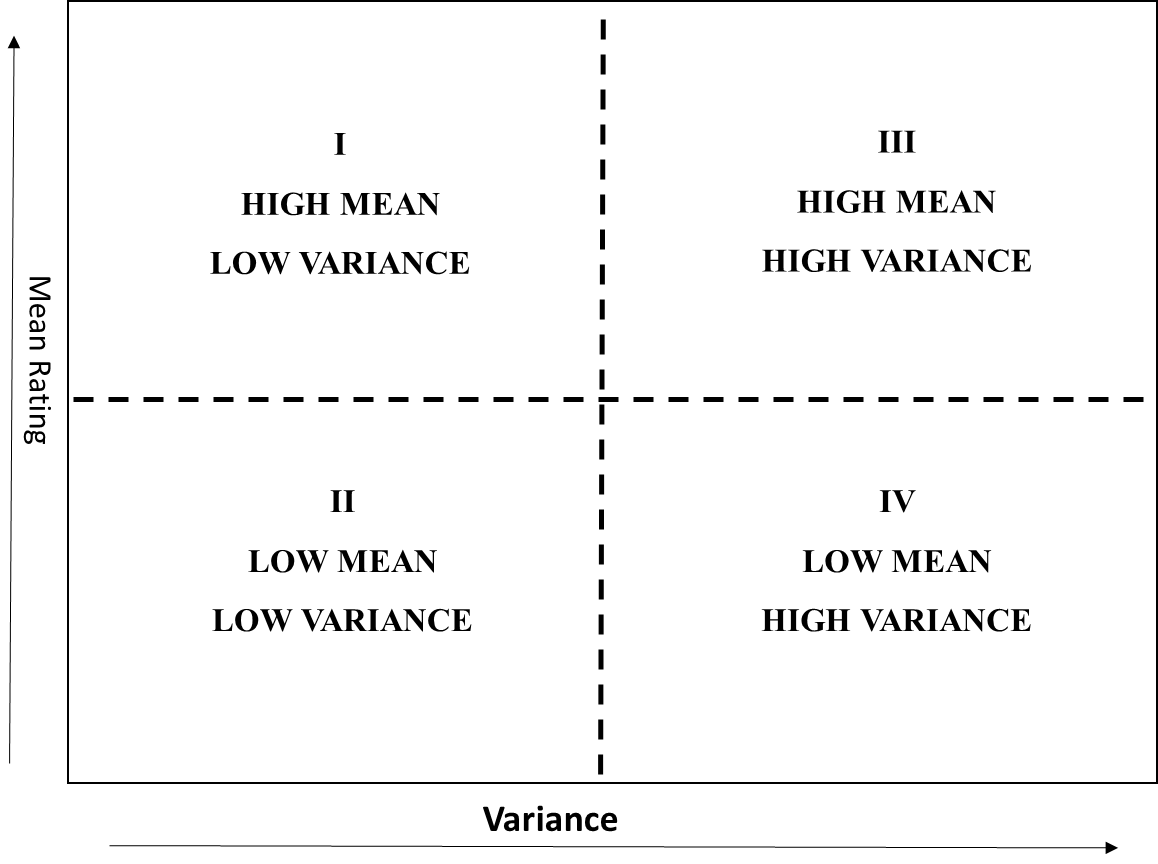 I
HIGH MEAN
LOW VARIANCE
III
HIGH MEAN
HIGH VARIANCE
Mean Rating
II
LOW MEAN
LOW VARIANCE
IV
LOW MEAN
HIGH VARIANCE
Variance